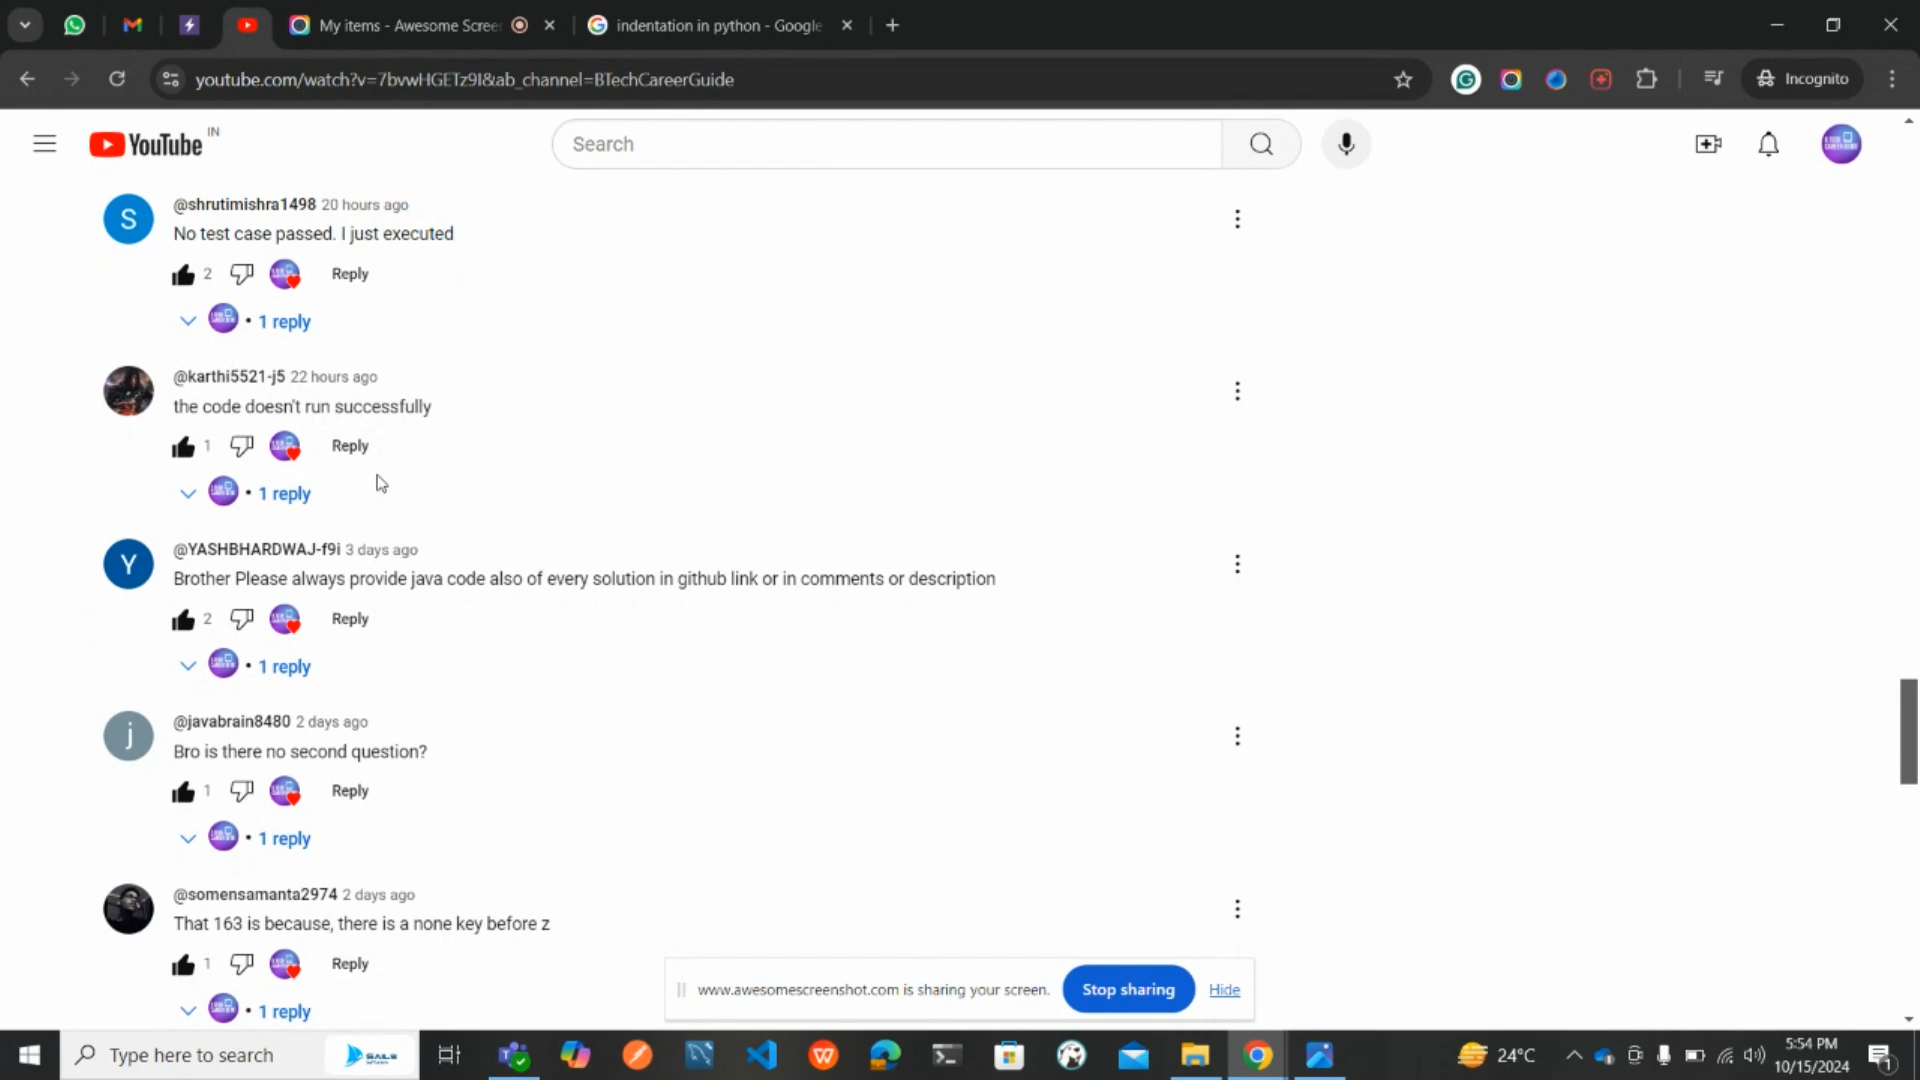 My items - Awesome Scree
indentation in python - Google
youtube.com/watch?v=7bvwHGETz9I&ab_channel=BTechCareerGuide
Incognito
YouTube IN
Search
@shrutimishra1498 20 hours ago
No test case passed. I just executed
2 Reply
• 1 reply
@karthi5521-j5 22 hours ago
the code doesn't run successfully
1 Reply
• 1 reply
@YASHBHARDWAJ-f9i 3 days ago
Brother Please always provide java code also of every solution in github link or in comments or description
2 Reply
• 1 reply
@javabrain8480 2 days ago
Bro is there no second question?
1 Reply
• 1 reply
@somensamanta2974 2 days ago
That 163 is because, there is a none key before z
1 Reply
• 1 reply
www.awesomescreenshot.com is sharing your screen. Stop sharing Hide
Type here to search
24°C
5:54 PM
10/15/2024
1